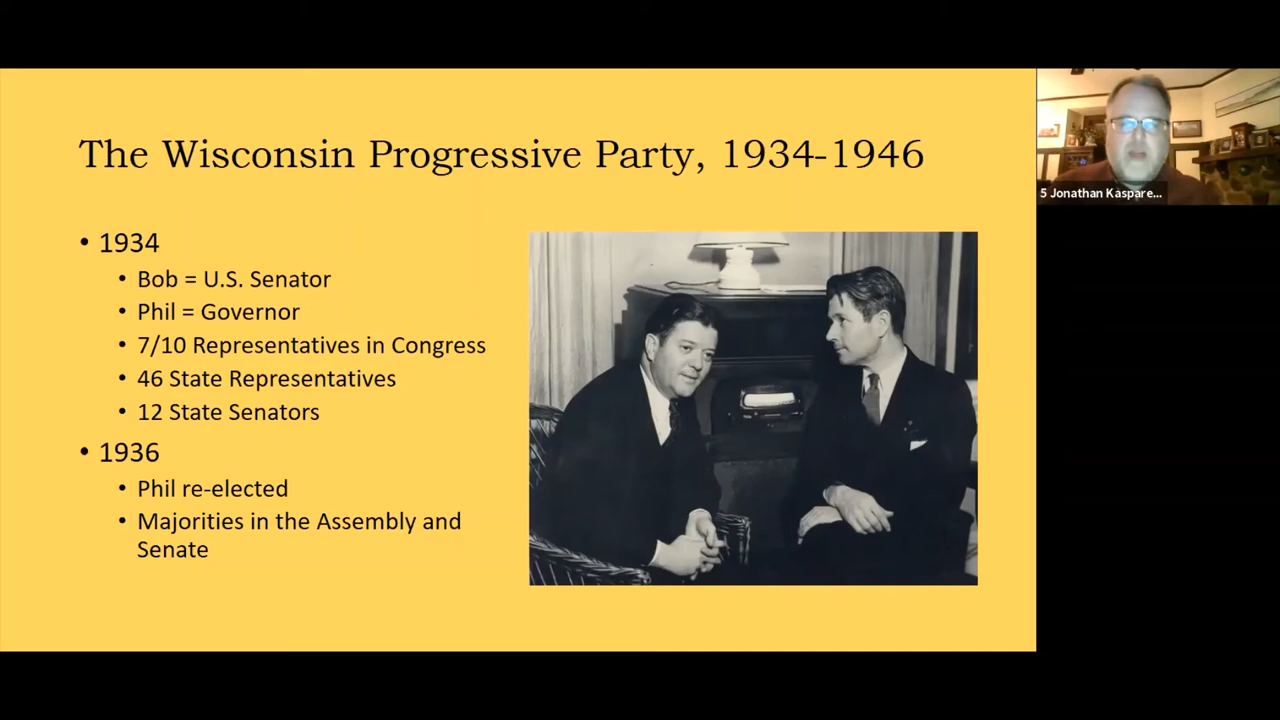 The Wisconsin Progressive Party, 1934-1946
• 1934
• Bob = U.S. Senator
• Phil = Governor
• 7/10 Representatives in Congress
• 46 State Representatives
• 12 State Senators
• 1936
• Phil re-elected
• Majorities in the Assembly and
Senate
5 Jonathan Kaspare...